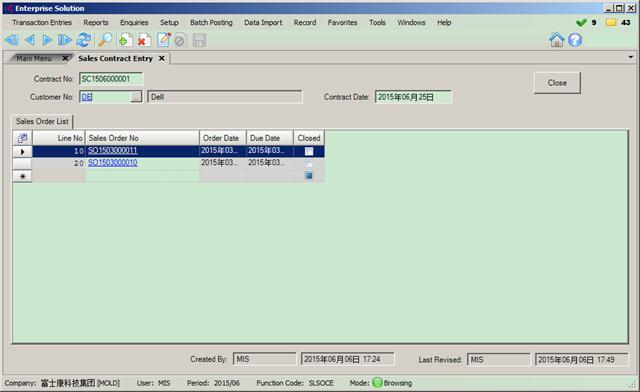 Enterprise Solution
Transaction Entries Reports Enquires Setup Batch Posting Data Import Record Favorites Tools Windows Help 9 43
Main Menu Sales Contract Entry
Contract No: SC1506000001 Close
Customer No: DE ... Dell Contract Date: 2015年06月25日
Sales Order List
Line No Sales Order No Order Date Due Date Closed
10 SO1503000011 2015年03... 2015年03...
20 SO1503000010 2015年03... 2015年03...
Created By: MIS 2015年06月06日 17:24 Last Revised: MIS 2015年06月06日 17:49
Company: 富士康科技集团 [MOLD] User: MIS Period: 2015/06 Function Code: SLSOCE Mode: Browsing